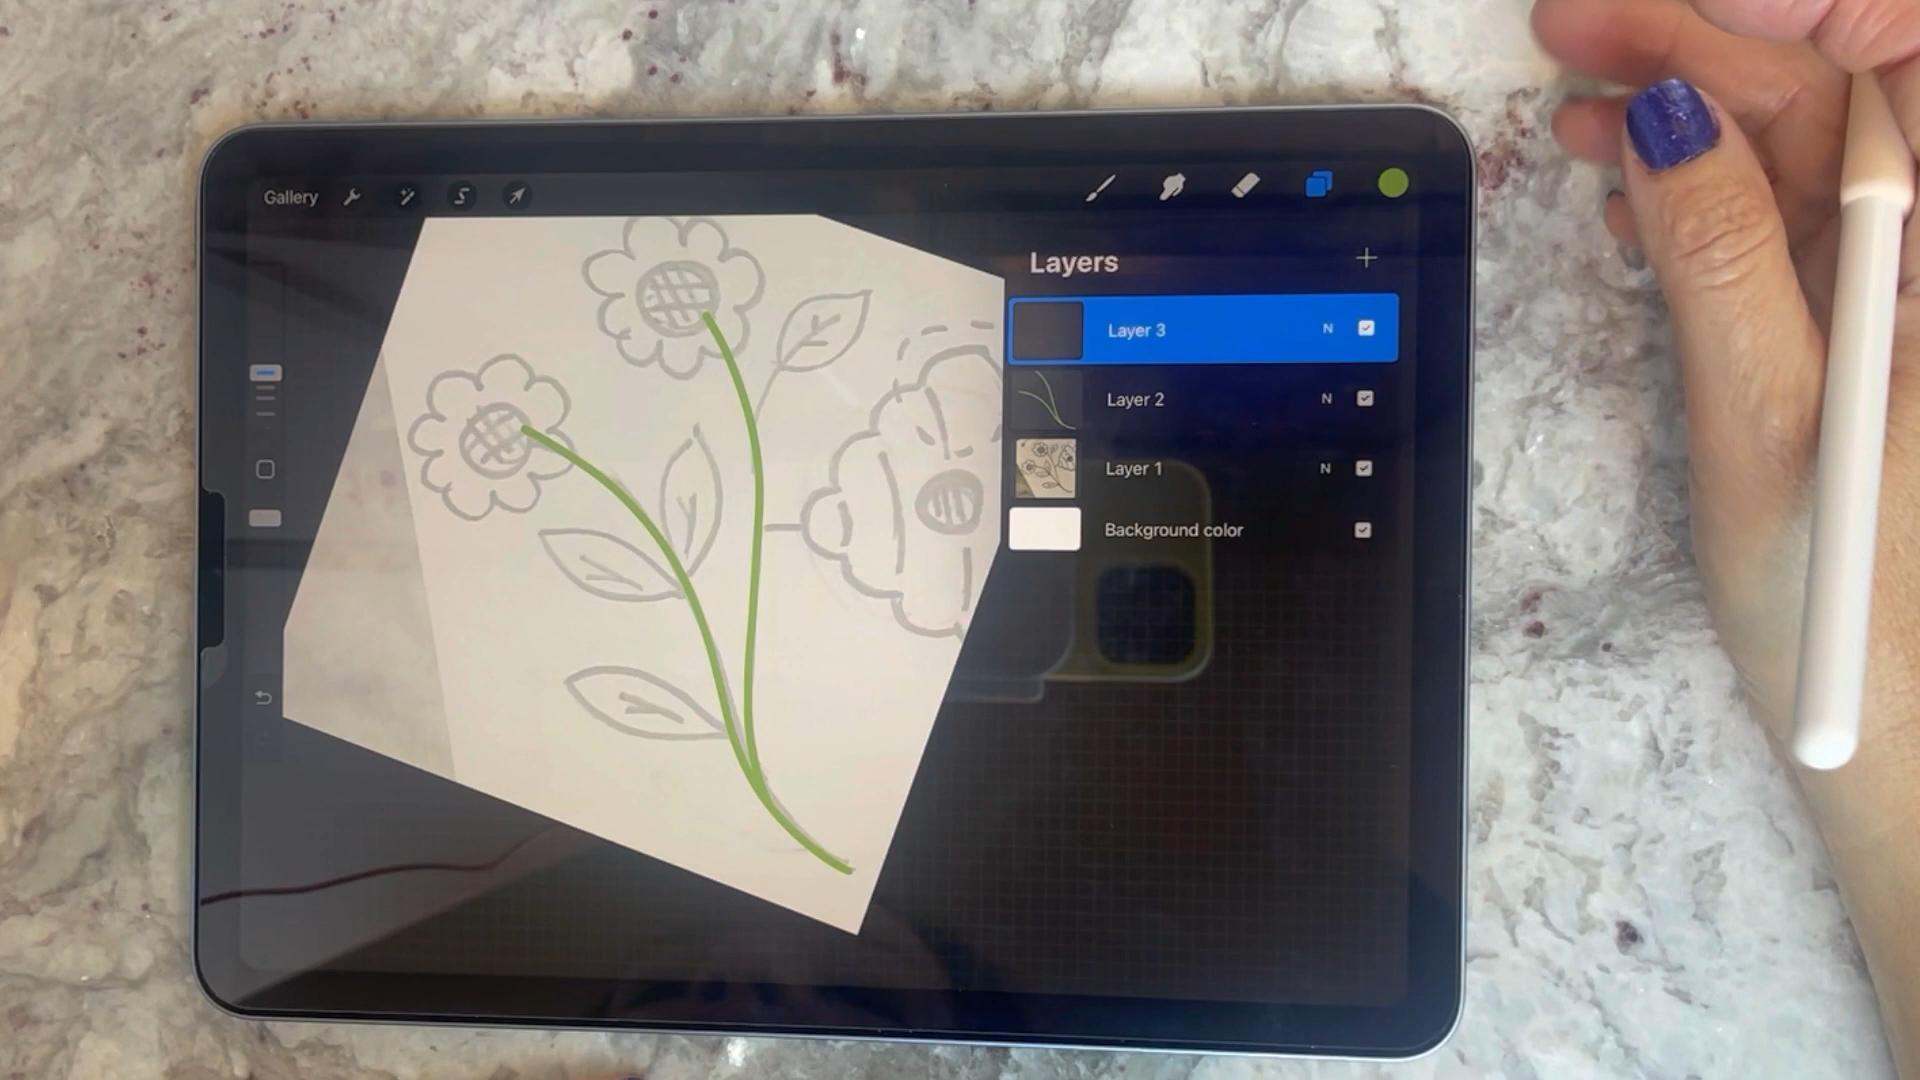 Gallery
Layers
Layer 3 N
Layer 2 N
Layer 1 N
Background color